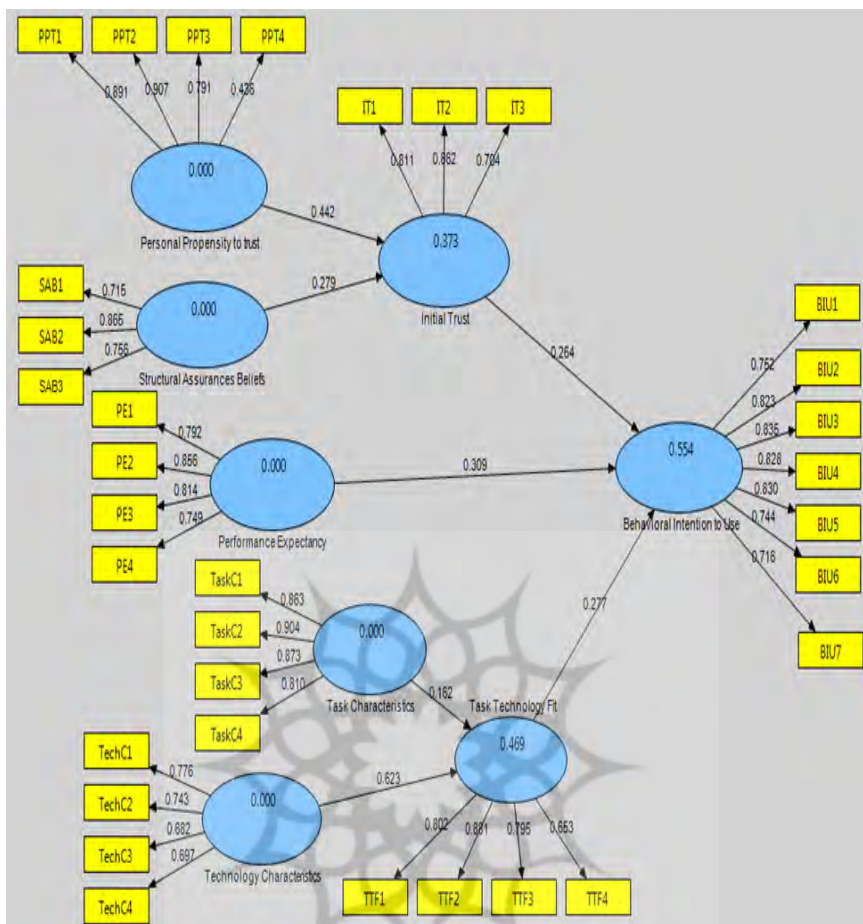 PPT1 PPT2 PPT3 PPT4
0.891 0.907 0.791 0.426
IT1 IT2 IT3
0.811 0.862 0.704
0.000
Personal Propensity to trust
0.442
0.373
Initial Trust
SAB1
SAB2
SAB3
0.715
0.865
0.756
0.000
Structural Assurances Beliefs
0.279
0.264
PE1
PE2
PE3
PE4
0.792
0.856
0.814
0.749
0.000
Performance Expectancy
0.309
0.554
Behavioral Intention to Use
BIU1
BIU2
BIU3
BIU4
BIU5
BIU6
BIU7
0.752
0.823
0.835
0.828
0.830
0.744
0.716
TaskC1
TaskC2
TaskC3
TaskC4
0.863
0.904
0.873
0.810
0.000
Task Characteristics
0.162
0.277
Task Technology Fit
0.469
TechC1
TechC2
TechC3
TechC4
0.776
0.743
0.682
0.697
0.000
Technology Characteristics
0.623
0.802 0.881 0.795 0.653
TTF1 TTF2 TTF3 TTF4